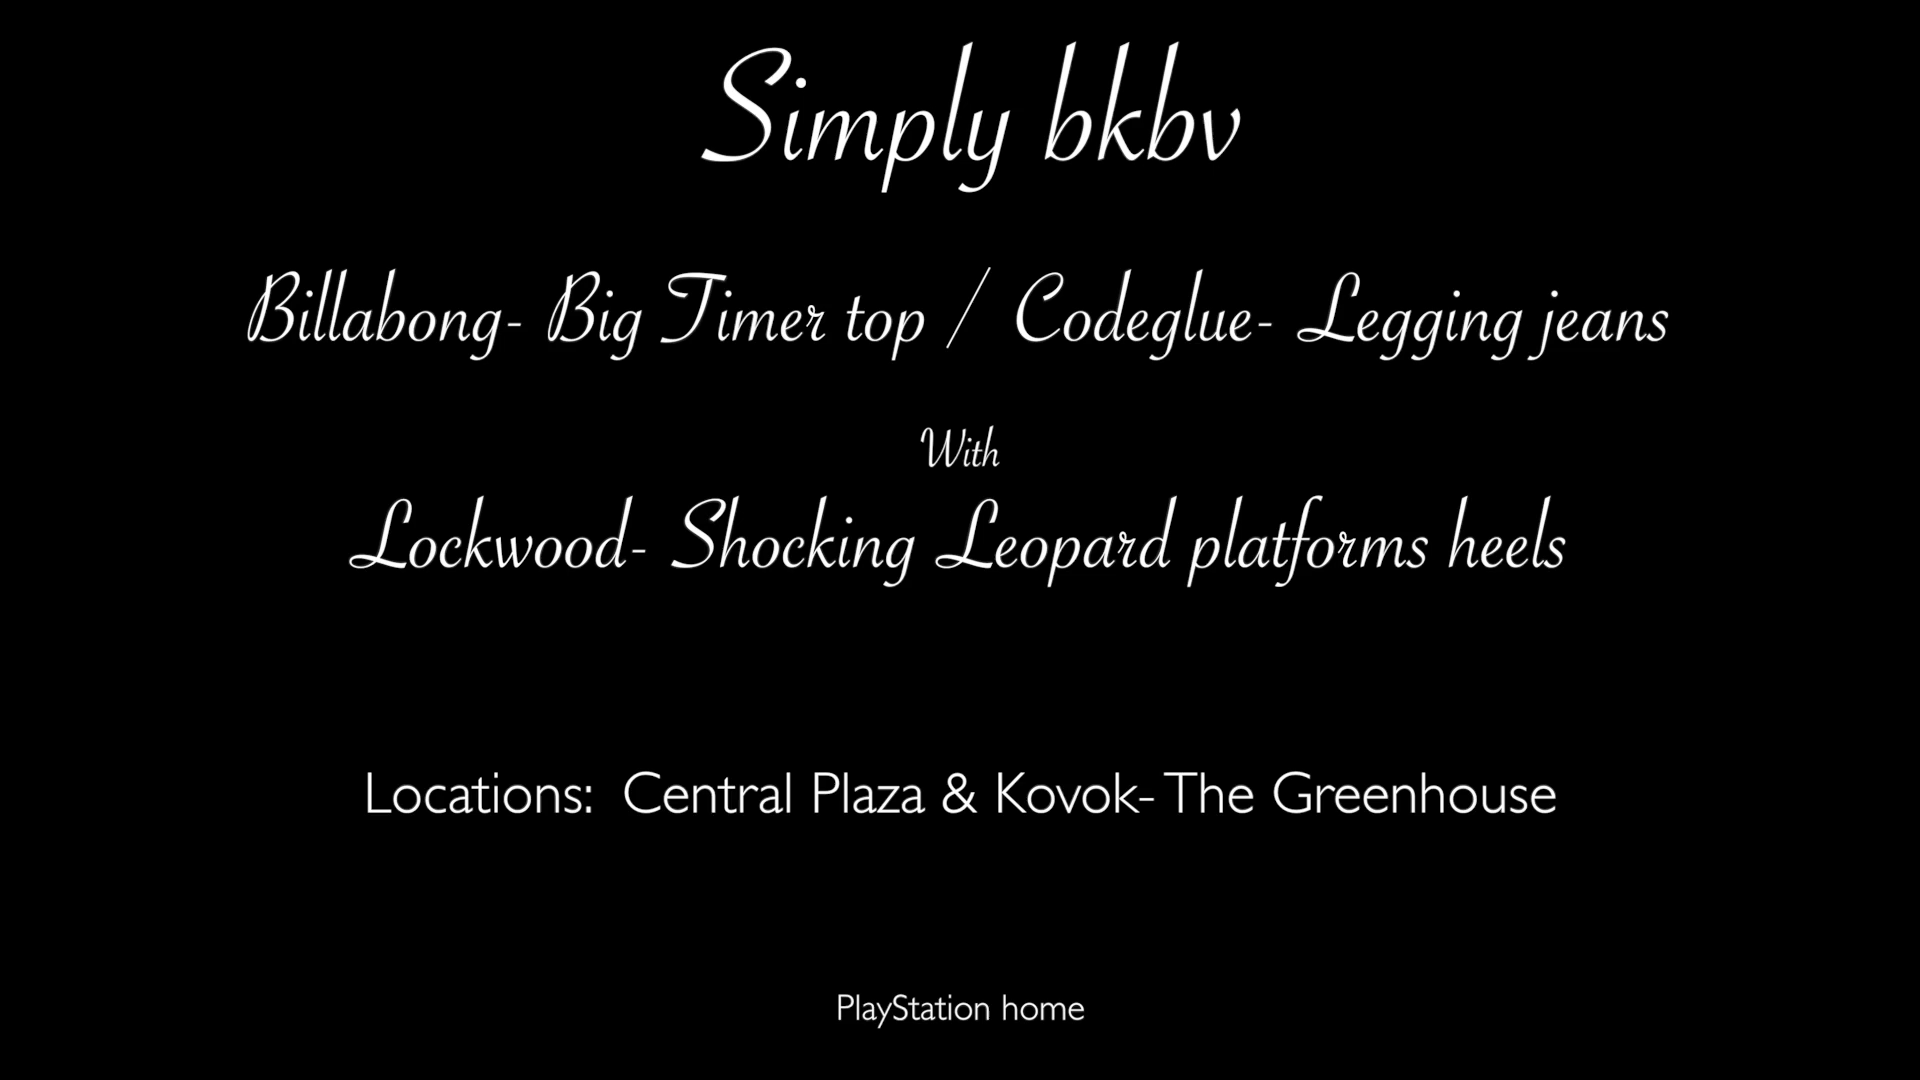 Simply bkbv
Billabong- Big Timer top / Codeglue- Legging jeans
With
Lockwood- Shocking Leopard platforms heels
Locations: Central Plaza & Kovok- The Greenhouse
PlayStation home